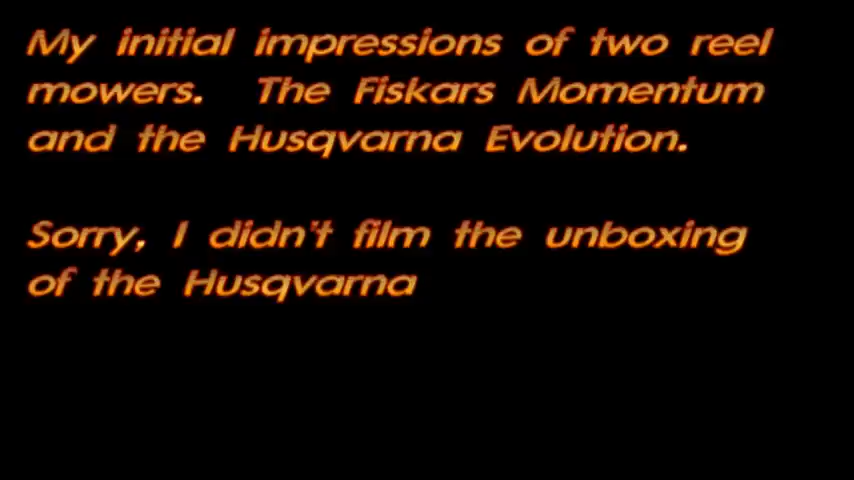 My initial impressions of two reel
mowers.  The Fiskars Momentum
and the Husqvarna Evolution.
Sorry, I didn't film the unboxing
of the Husqvarna